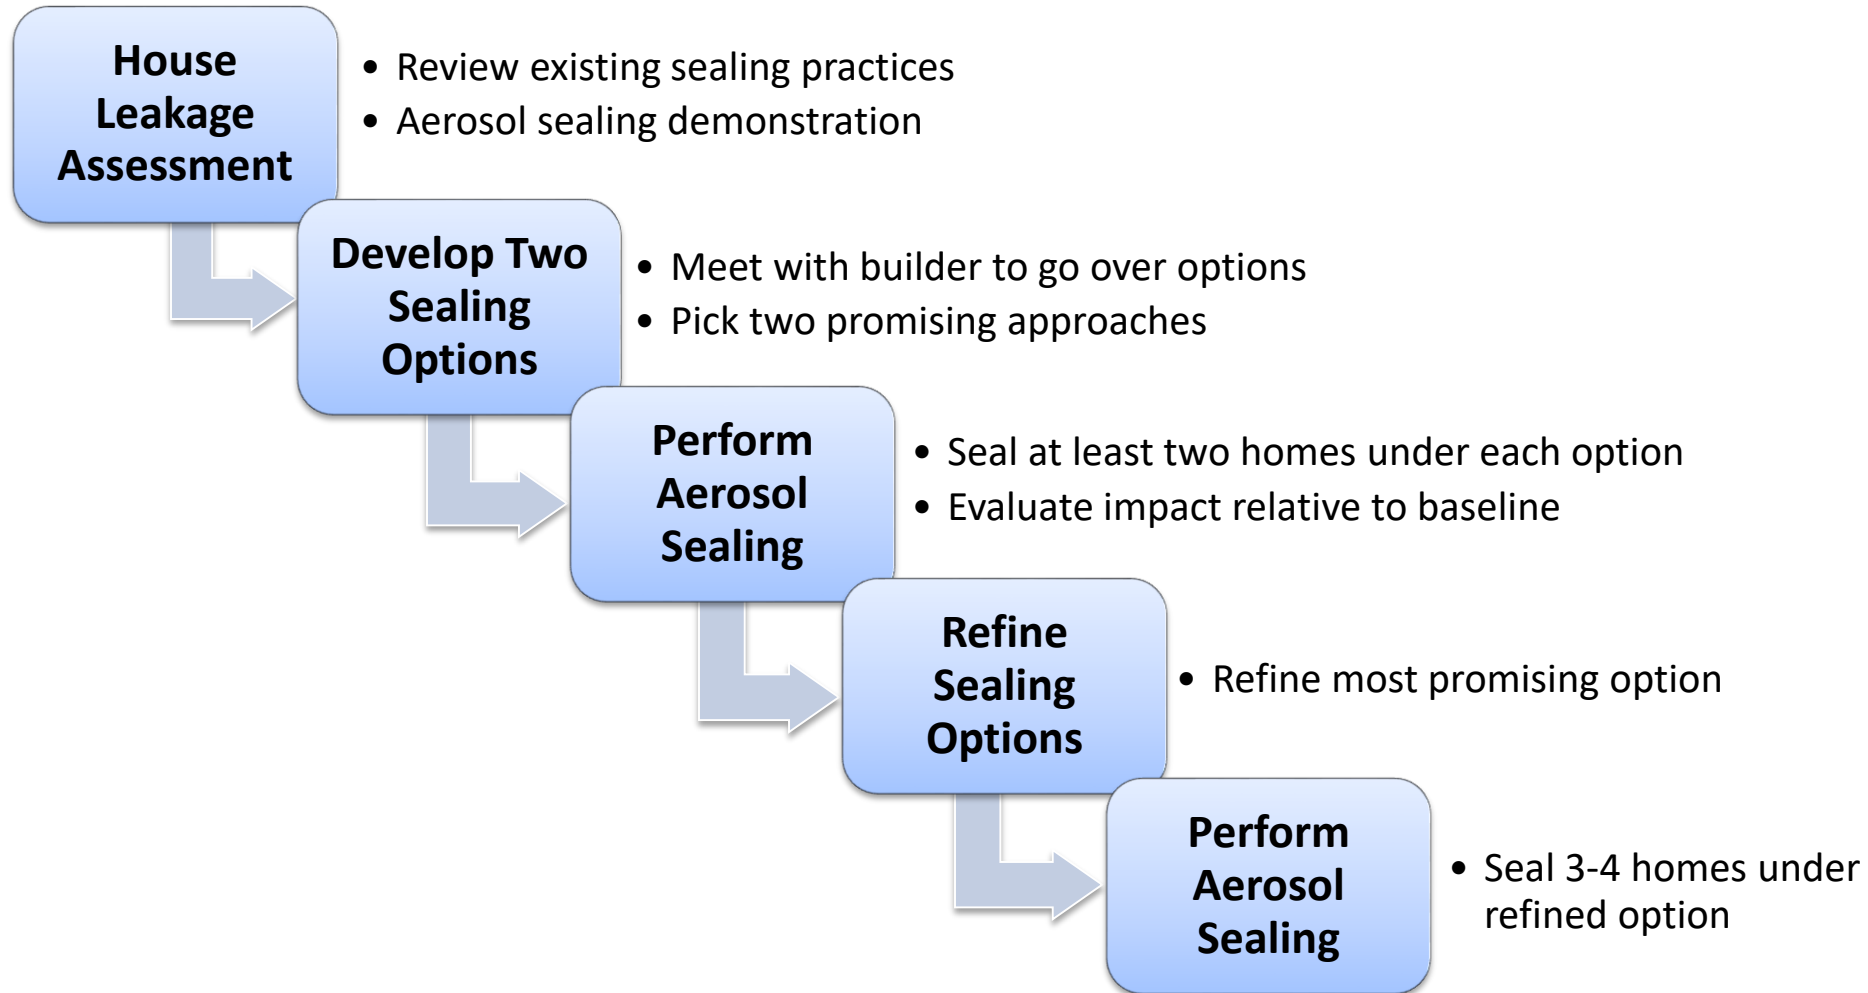 House
Leakage
Assessment
• Review existing sealing practices
• Aerosol sealing demonstration
Develop Two
Sealing
Options
• Meet with builder to go over options
• Pick two promising approaches
Perform
Aerosol
Sealing
• Seal at least two homes under each option
• Evaluate impact relative to baseline
Refine
Sealing
Options
• Refine most promising option
Perform
Aerosol
Sealing
• Seal 3-4 homes under
refined option